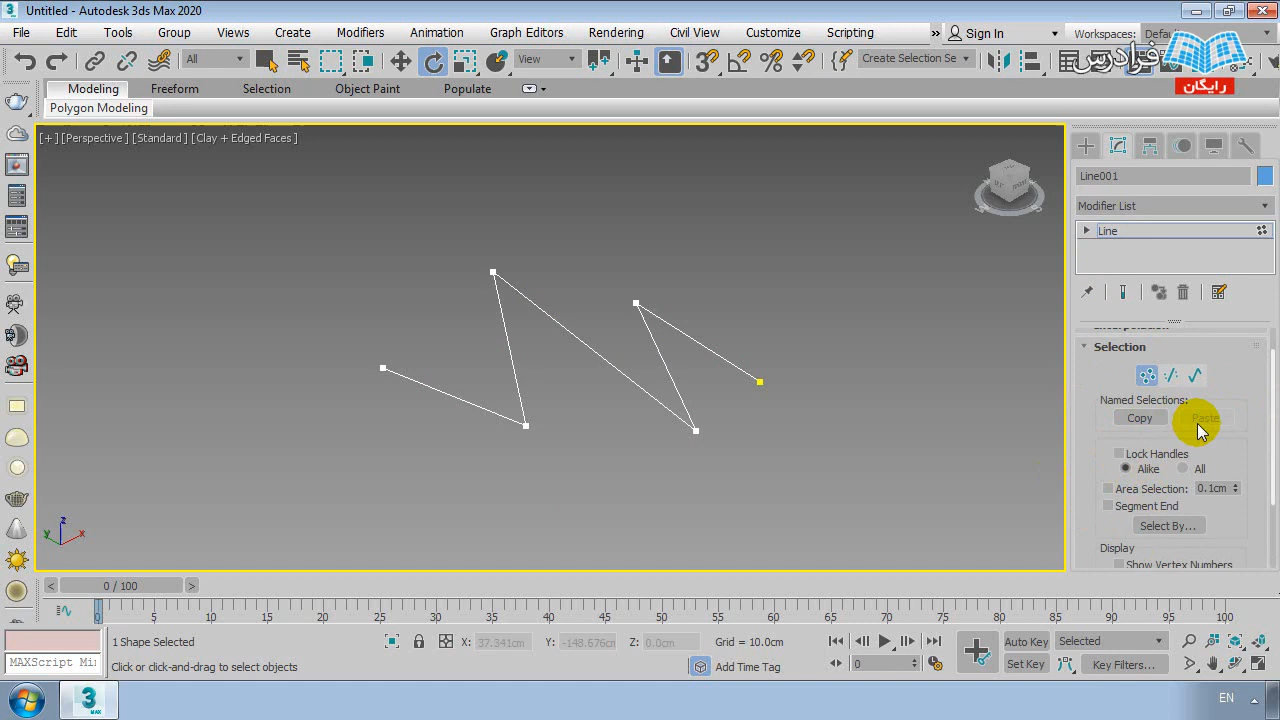 Untitled - Autodesk 3ds Max 2020
File Edit Tools Group Views Create Modifiers Animation Graph Editors Rendering Civil View Customize Scripting » Sign In Workspaces: Defa
فرادرس
رایگان
All View Create Selection Se
Modeling Freeform Selection Object Paint Populate
Polygon Modeling
[+] [Perspective] [Standard] [Clay + Edged Faces]
Line001
Modifier List
Line
Interpolation
Selection
Named Selections:
Copy Paste
Lock Handles
Alike All
Area Selection: 0.1cm
Segment End
Select By...
Display
Show Vertex Numbers
z
y x
< 0 / 100 >
0 5 10 15 20 25 30 35 40 45 50 55 60 65 70 75 80 85 90 95 100
1 Shape Selected X: 37.341cm Y: -148.676cm Z: 0.0cm Grid = 10.0cm Auto Key Selected
MAXScript Min Click or click-and-drag to select objects Add Time Tag 0 Set Key Key Filters...
3 MAX EN